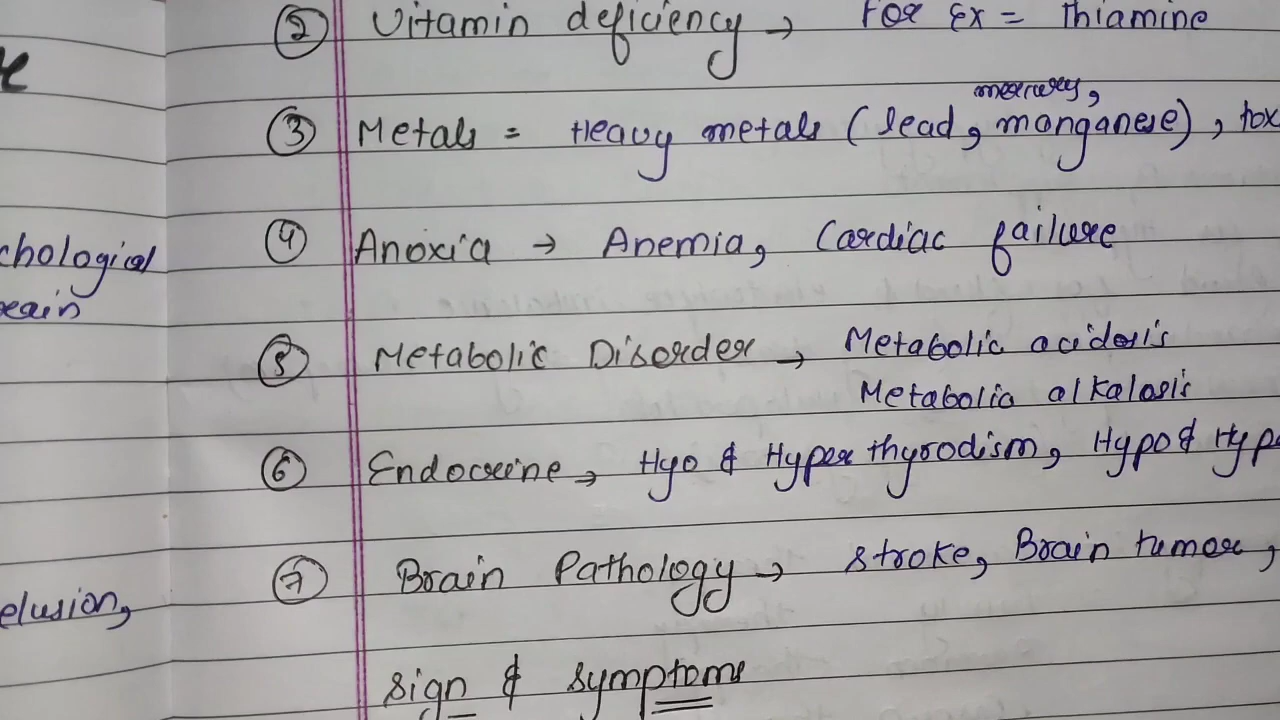 ② Vitamin deficiency → For Ex = Thiamine
mercury,
③ Metals = Heavy metals (lead, manganese), tox
④ Anoxia → Anemia, Cardiac failure
chological
⑤ Metabolic Disorder → Metabolic acidosis
Metabolic alkalosis
⑥ Endocrine → Hyo & Hyper thyrodism, Hypo & Hype
⑦ Brain Pathology → stroke, Brain tumor,
elusion,
sign & symptoms